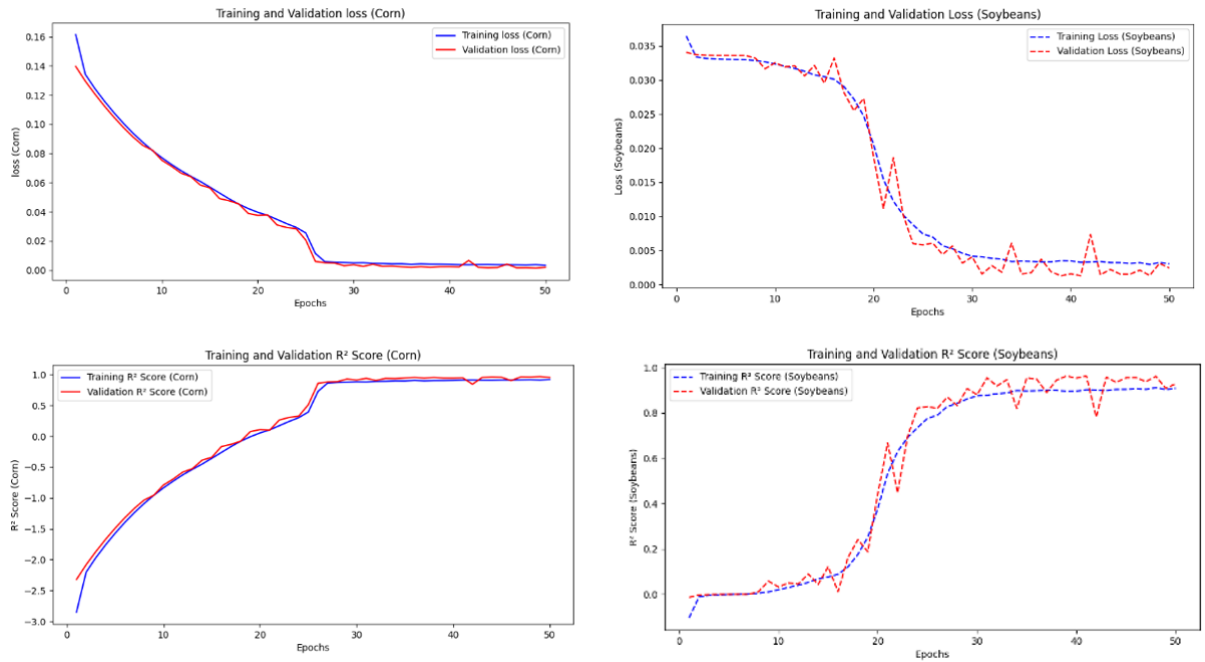 Training and Validation loss (Corn)
Training loss (Corn)
Validation loss (Corn)
loss (Corn)
0.16
0.14
0.12
0.10
0.08
0.06
0.04
0.02
0.00
0
10
20
30
40
50
Epochs
Training and Validation Loss (Soybeans)
Training Loss (Soybeans)
Validation Loss (Soybeans)
Loss (Soybeans)
0.035
0.030
0.025
0.020
0.015
0.010
0.005
0.000
0
10
20
30
40
50
Epochs
Training and Validation R² Score (Corn)
Training R² Score (Corn)
Validation R² Score (Corn)
R² Score (Corn)
1.0
0.5
0.0
−0.5
−1.0
−1.5
−2.0
−2.5
−3.0
0
10
20
30
40
50
Epochs
Training and Validation R² Score (Soybeans)
Training R² Score (Soybeans)
Validation R² Score (Soybeans)
R² Score (Soybeans)
1.0
0.8
0.6
0.4
0.2
0.0
0
10
20
30
40
50
Epochs